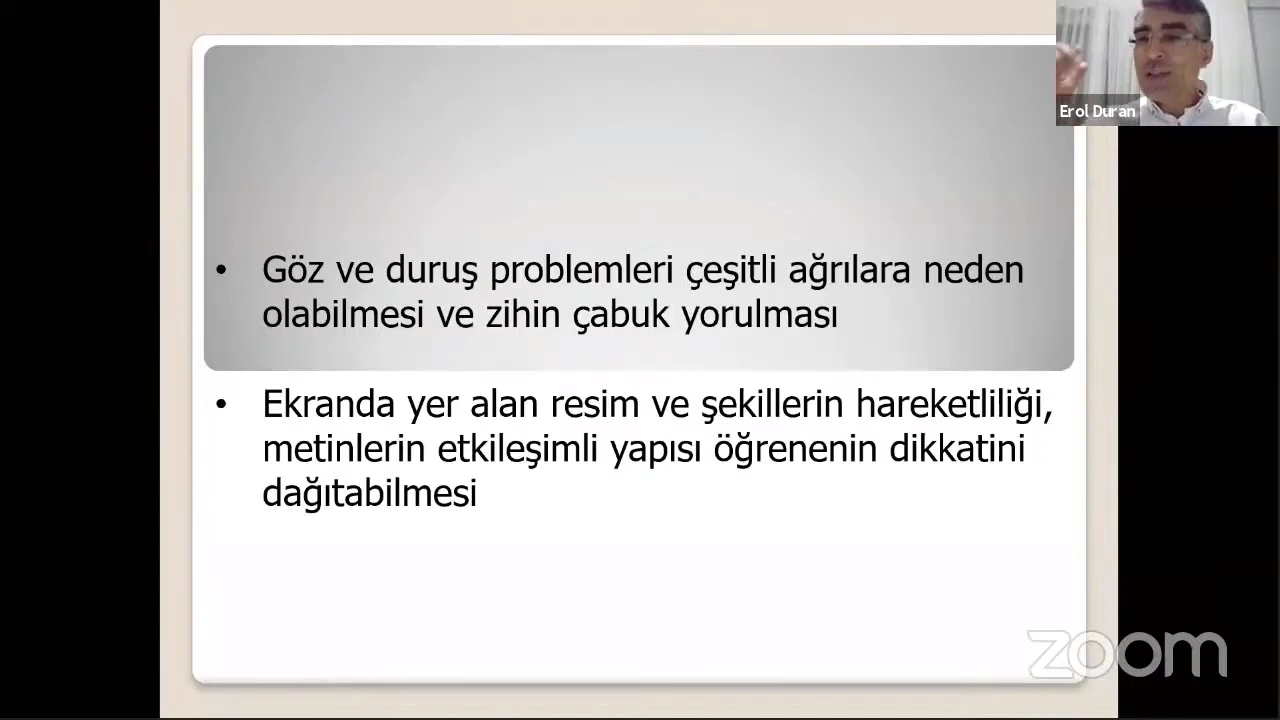 Erol Duran
• Göz ve duruş problemleri çeşitli ağrılara neden
olabilmesi ve zihin çabuk yorulması
• Ekranda yer alan resim ve şekillerin hareketliliği,
metinlerin etkileşimli yapısı öğrenenin dikkatini
dağıtabilmesi
zoom